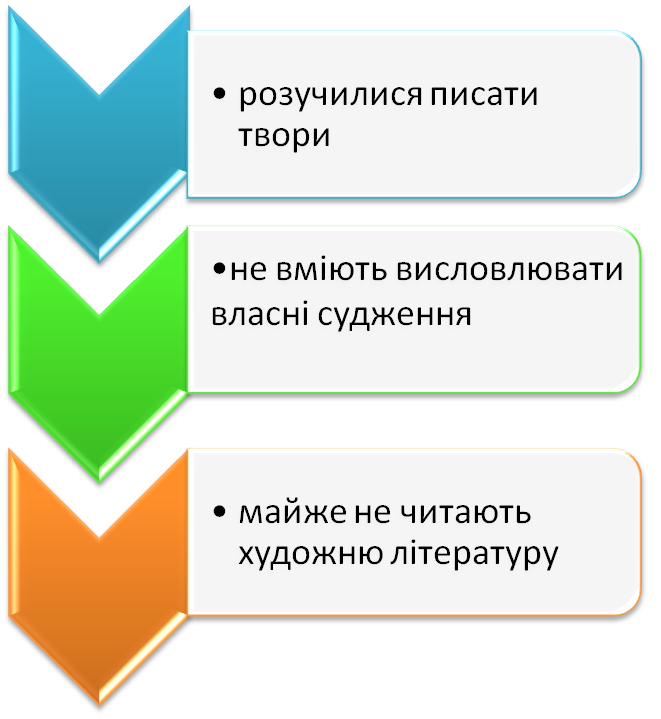 • розучилися писати
твори
•не вміють висловлювати
власні судження
• майже не читають
художню літературу